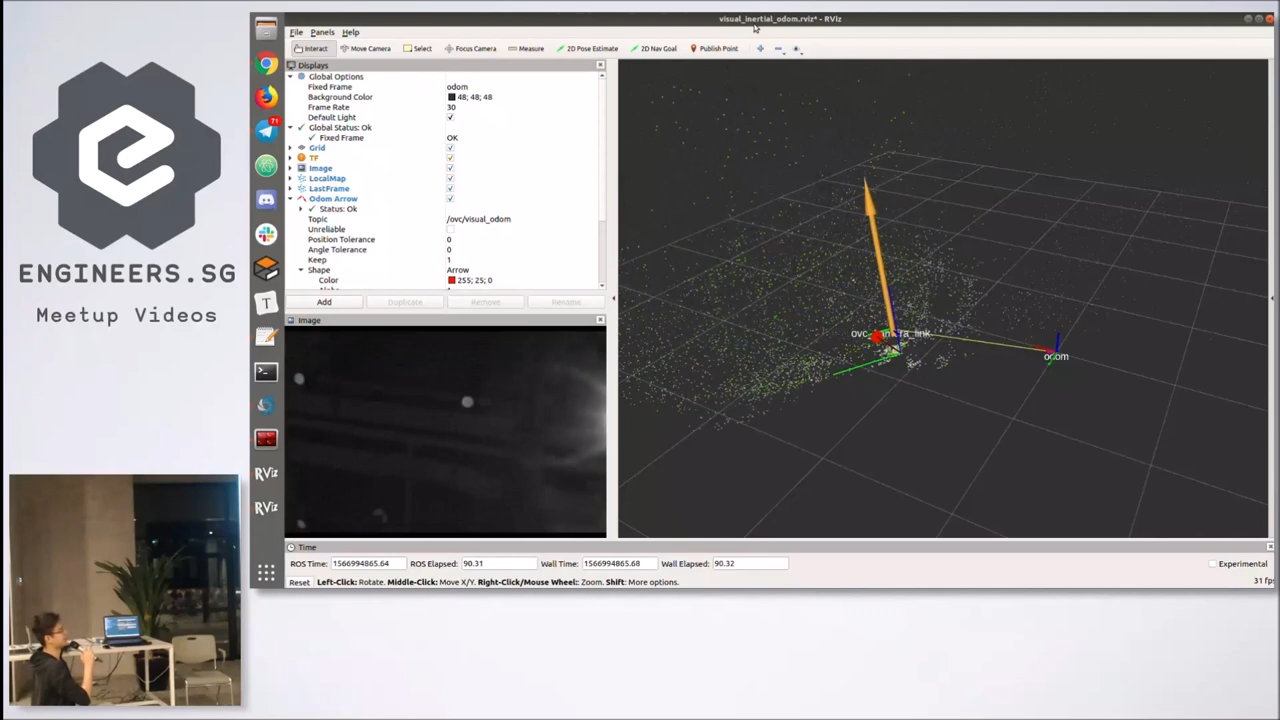 ENGINEERS.SG
Meetup Videos
visual_inertial_odom.rviz* - RViz
File Panels Help
Interact Move Camera Select Focus Camera Measure 2D Pose Estimate 2D Nav Goal Publish Point
Displays
Global Options
Fixed Frame odom
Background Color 48; 48; 48
Frame Rate 30
Default Light
Global Status: Ok
Fixed Frame OK
Grid
TF
Image
LocalMap
LastFrame
Odom Arrow
Status: Ok
Topic /ovc/visual_odom
Unreliable
Position Tolerance 0
Angle Tolerance 0
Keep 1
Shape Arrow
Color 255; 25; 0
Add Duplicate Remove Rename
Image
71
T
RViz
RViz
odom
Time
ROS Time: 1566994865.64 ROS Elapsed: 90.31 Wall Time: 1566994865.68 Wall Elapsed: 90.32 Experimental
Reset Left-Click: Rotate. Middle-Click: Move X/Y. Right-Click/Mouse Wheel:: Zoom. Shift: More options. 31 fps